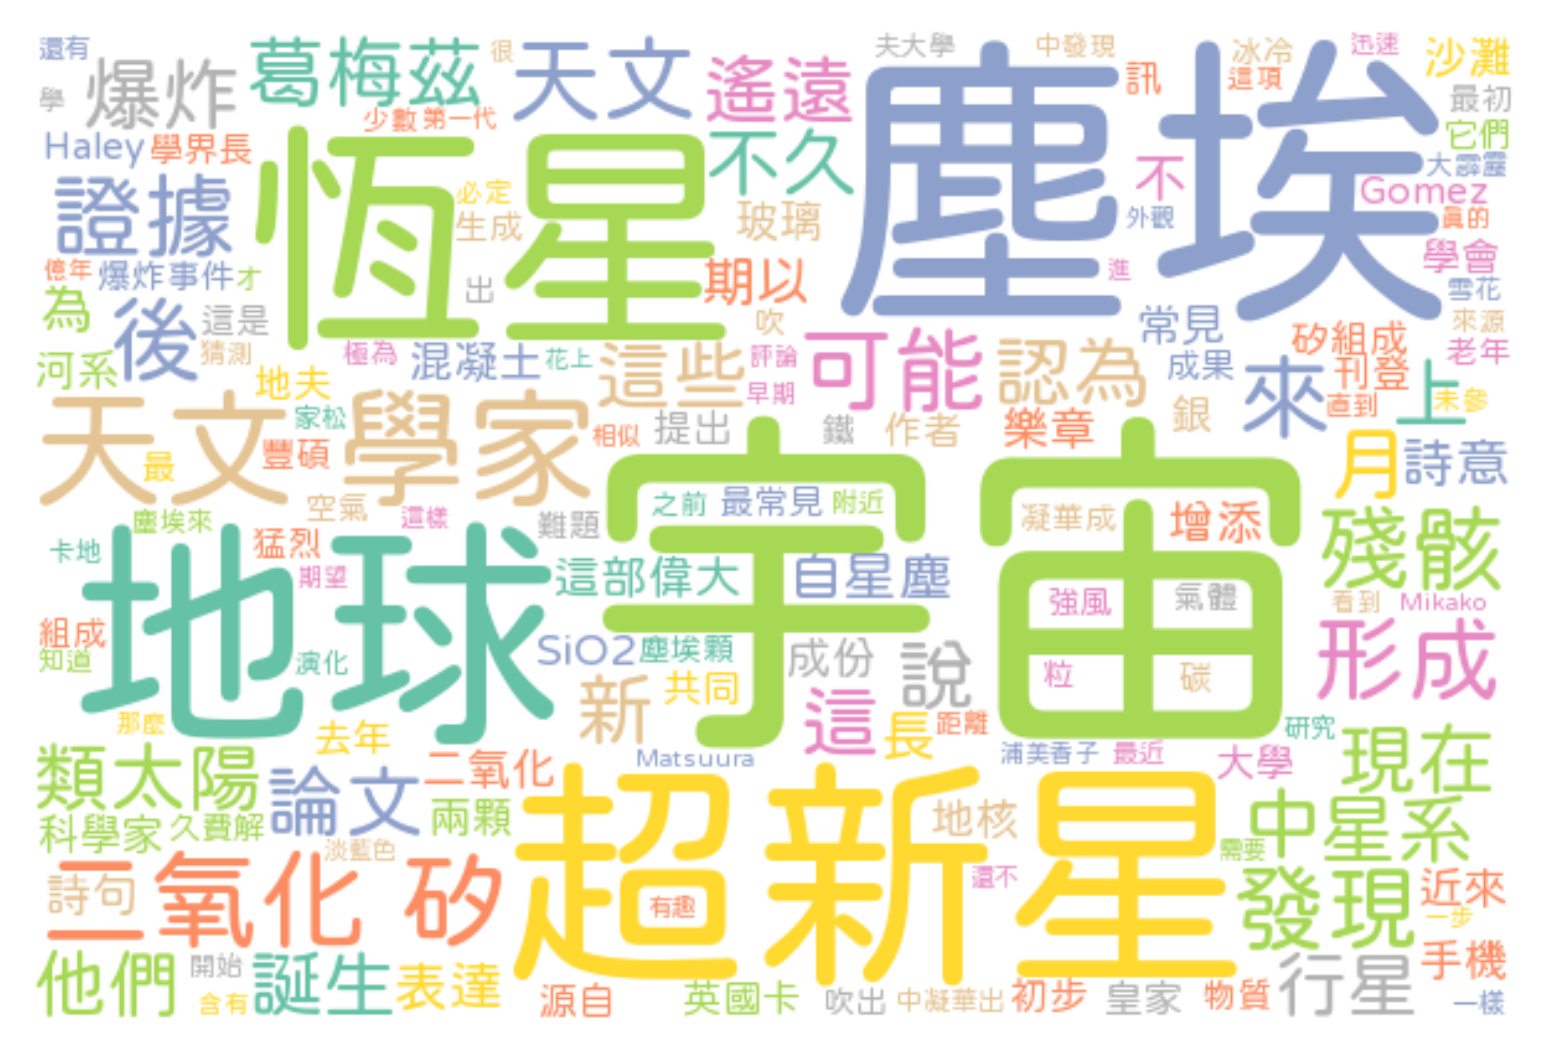 還有
學
爆炸
葛梅茲
很
天文
遙遠
夫大學
塵埃
中發現
訊
冰冷
這項
迅速
沙灘
最初
它們
Haley
學界長
少數
第一代
恆星
不久
不
大霹靂
Gomez
外觀
真的
證據
必定
生成
玻璃
億年
爆炸事件
才
出
期以
進
學會
為
後
這是
吹
常見
雪花
來源
河系
猜測
極為
混凝土
花上
這些
評論
早期
可能
認為
成果
矽組成
刊登
老年
地夫
家松
天文學家
相似
提出
鐵
作者
樂章
銀
來
直到
上
未參
最
豐碩
宇宙
月
詩意
塵埃來
空氣
這樣
難題
之前
最常見
附近
凝華成
增添
殘骸
卡地
猛烈
期望
地球
這部偉大
自星塵
強風
氣體
看到
Mikako
組成
知道
演化
SiO2
塵埃顆
成份
說
粒
碳
形成
那麼
去年
新
共同
這
長
距離
研究
類太陽
論文
二氧化
Matsuura
浦美香子
最近
大學
現在
科學家
久費解
兩顆
超新星
地核
中星系
淡藍色
需要
詩句
二氧化矽
有趣
還不
發現
近來
一步
他們
開始
含有
誕生
表達
源自
英國卡
吹出
中凝華出
初步
皇家
物質
行星
手機
一樣